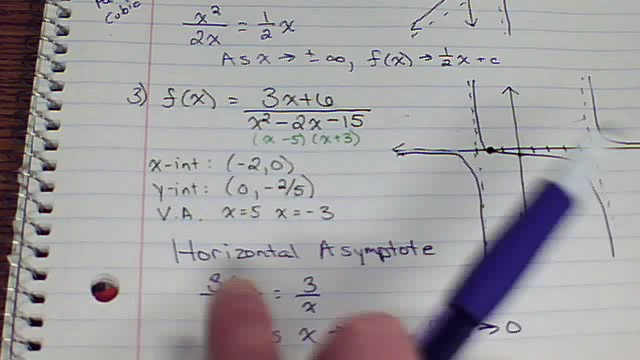 Cubic
x²/2x = 1/2 x
As x → ± ∞, f(x) → 1/2 x + c
3) f(x) = 3x+6/x²-2x-15
(x-5)(x+3)
x-int: (-2,0)
y-int: (0, -2/5)
V.A. x=5 x=-3
Horizontal Asymptote
= 3/x
x → → 0